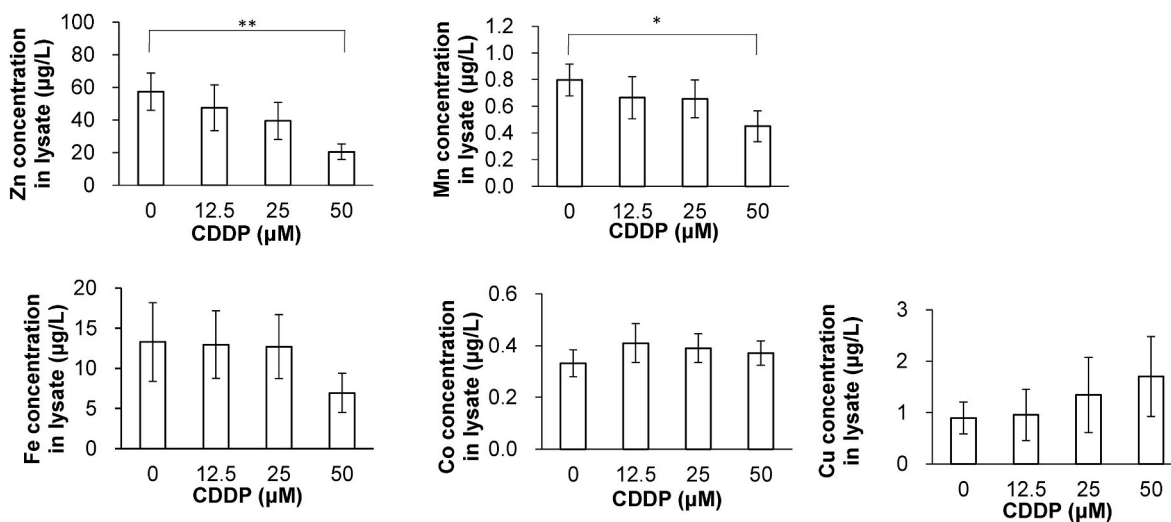 Zn concentration
in lysate (µg/L)
100
80
60
40
20
0
**
0 12.5 25 50
CDDP (µM)
Mn concentration
in lysate (µg/L)
1.2
1.0
0.8
0.6
0.4
0.2
0.0
*
0 12.5 25 50
CDDP (µM)
Fe concentration
in lysate (µg/L)
20
15
10
5
0
0 12.5 25 50
CDDP (µM)
Co concentration
in lysate (µg/L)
0.6
0.4
0.2
0.0
0 12.5 25 50
CDDP (µM)
Cu concentration
in lysate (µg/L)
3
2
1
0
0 12.5 25 50
CDDP (µM)